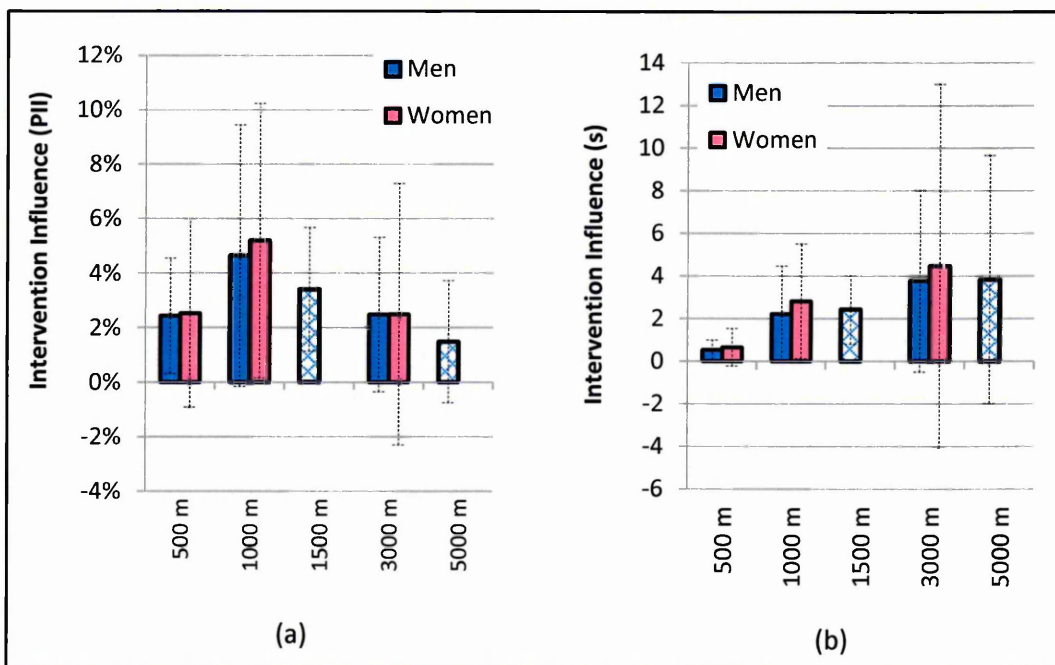 Intervention Influence (PII)
12%
10%
8%
6%
4%
2%
0%
-2%
-4%
Men
Women
500 m
1000 m
1500 m
3000 m
5000 m
(a)
Intervention Influence (s)
14
12
10
8
6
4
2
0
-2
-4
-6
Men
Women
500 m
1000 m
1500 m
3000 m
5000 m
(b)